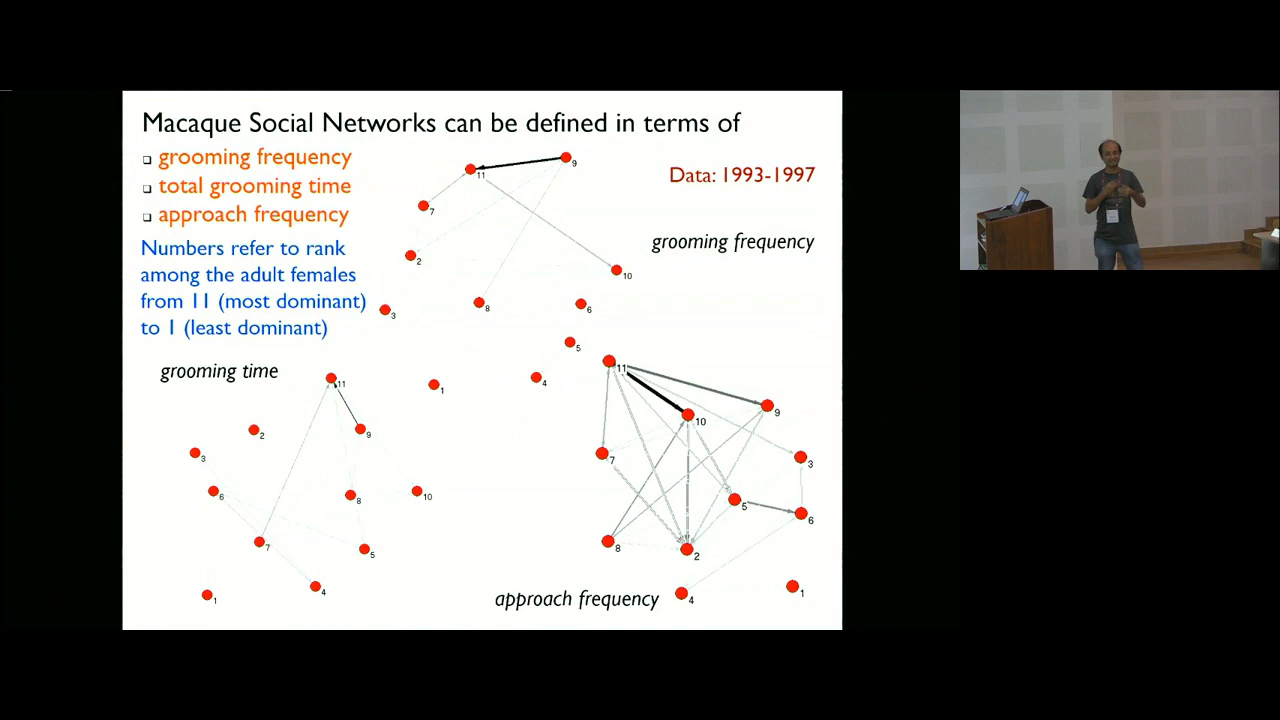 Macaque Social Networks can be defined in terms of
grooming frequency
total grooming time
approach frequency
Numbers refer to rank
among the adult females
from 11 (most dominant)
to 1 (least dominant)
Data: 1993-1997
grooming frequency
9
11
7
2
10
3
8
6
5
4
1
grooming time
11
9
2
3
6
8
10
7
5
4
1
approach frequency
11
9
10
7
3
5
6
8
2
4
1